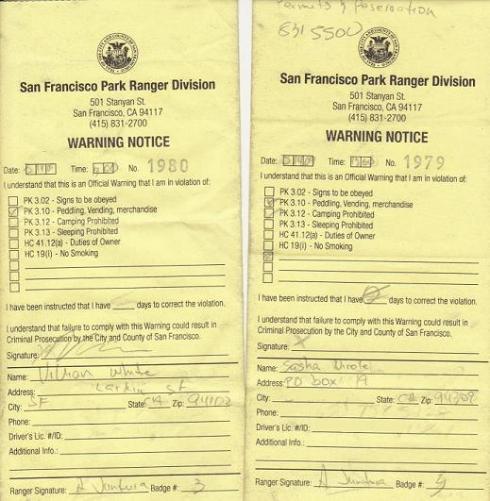 San Francisco Park Ranger Division
501 Stanyan St.
San Francisco, CA 94117
(415) 831-2700
WARNING NOTICE
Date: Time: No. 1980
I understand that this is an Official Warning that I am in violation of:
PK 3.02 - Signs to be obeyed
PK 3.10 - Peddling, Vending, merchandise
PK 3.12 - Camping Prohibited
PK 3.13 - Sleeping Prohibited
HC 41.12(a) - Duties of Owner
HC 19(i) - No Smoking
I have been instructed that I have days to correct the violation.
I understand that failure to comply with this Warning could result in
Criminal Prosecution by the City and County of San Francisco.
Signature:
Name: White
Address: Larkin St
City: SF State: CA Zip: 94102
Phone:
Driver's Lic. #/ID:
Additional Info.:
Ranger Signature: A Badge #: 3
Permits & Reservation
831 5500
San Francisco Park Ranger Division
501 Stanyan St.
San Francisco, CA 94117
(415) 831-2700
WARNING NOTICE
Date: Time: No. 1979
I understand that this is an Official Warning that I am in violation of:
PK 3.02 - Signs to be obeyed
PK 3.10 - Peddling, Vending, merchandise
PK 3.12 - Camping Prohibited
PK 3.13 - Sleeping Prohibited
HC 41.12(a) - Duties of Owner
HC 19(i) - No Smoking
I have been instructed that I have days to correct the violation.
I understand that failure to comply with this Warning could result in
Criminal Prosecution by the City and County of San Francisco.
Signature: X
Name: Sasha Nicole
Address: PO box
City: State: CA Zip:
Phone:
Driver's Lic. #/ID:
Additional Info.:
Ranger Signature: A Badge #: